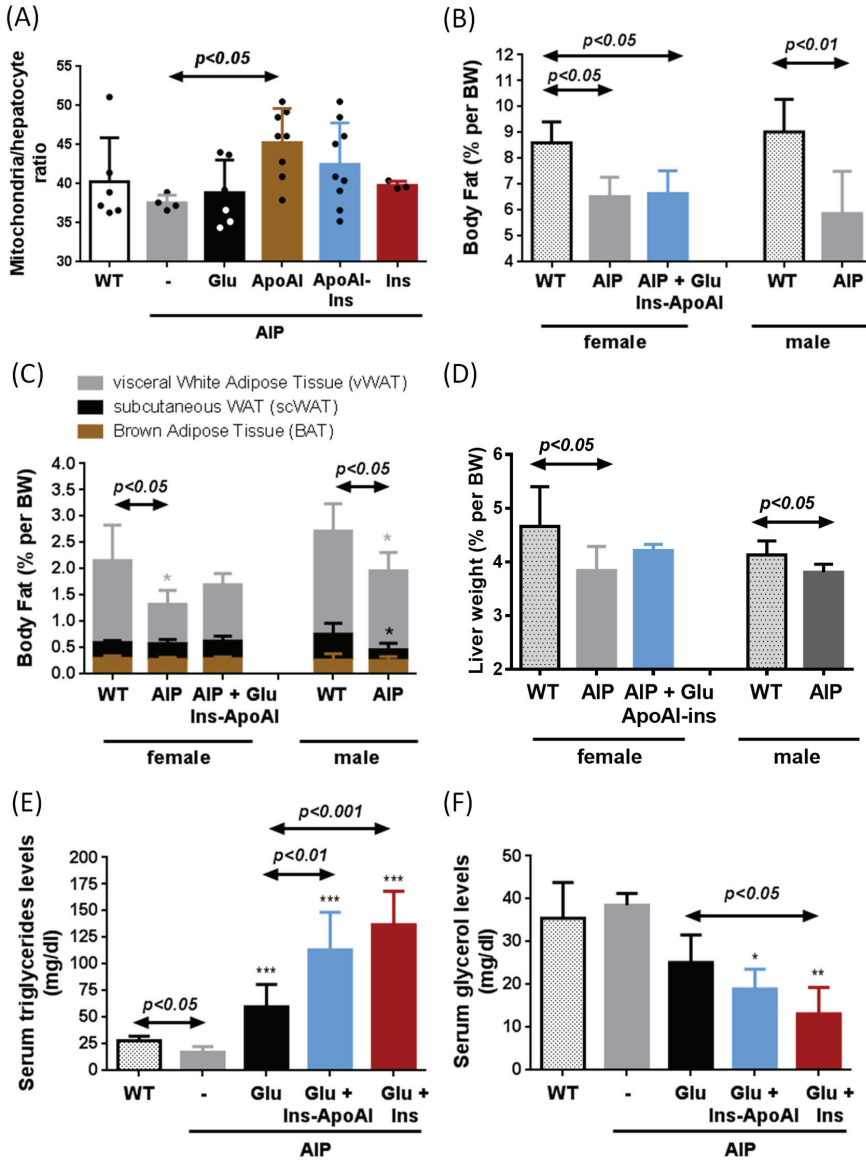 (A)
p<0.05
Mitochondria/hepatocyte
ratio
55
50
45
40
35
30
WT
-
Glu
ApoAI
ApoAI-
Ins
Ins
AIP
(B)
p<0.05
p<0.05
p<0.01
Body Fat (% per BW)
12
11
10
9
8
7
6
5
4
WT
AIP
AIP + Glu
Ins-ApoAI
WT
AIP
female
male
(C)
visceral White Adipose Tissue (vWAT)
subcutaneous WAT (scWAT)
Brown Adipose Tissue (BAT)
p<0.05
p<0.05
Body Fat (% per BW)
4.0
3.5
3.0
2.5
2.0
1.5
1.0
0.5
0.0
*
*
*
WT
AIP
AIP + Glu
Ins-ApoAI
WT
AIP
female
male
(D)
p<0.05
p<0.05
Liver weight (% per BW)
6
5
4
4
2
WT
AIP
AIP + Glu
ApoAI-ins
WT
AIP
female
male
(E)
p<0.001
p<0.01
p<0.05
Serum triglycerides levels
(mg/dl)
200
175
150
125
100
75
50
25
0
***
***
***
WT
-
Glu
Glu +
Ins-ApoAI
Glu +
Ins
AIP
(F)
p<0.05
Serum glycerol levels
(mg/dl)
50
40
30
20
10
0
*
**
WT
-
Glu
Glu +
Ins-ApoAI
Glu +
Ins
AIP